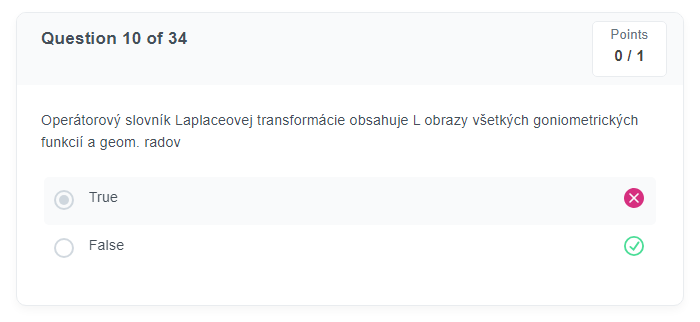 Question 10 of 34
Points
0 / 1
Operátorový slovník Laplaceovej transformácie obsahuje L obrazy všetkých goniometrických
funkcií a geom. radov
True
False